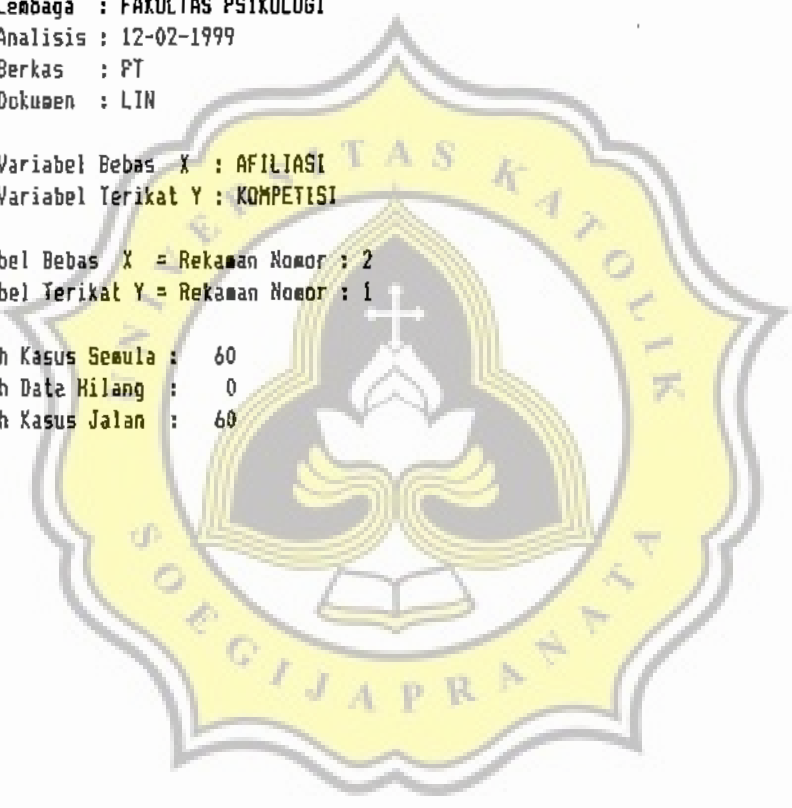 Lembaga : FAKULTAS PSIKOLOGI
Analisis : 12-02-1999
Berkas : PT
Dokumen : LIN
Variabel Bebas X : AFILIASI
Variabel Terikat Y : KOMPETISI
bel Bebas X = Rekaman Nomor : 2
bel Terikat Y = Rekaman Nomor : 1
h Kasus Semula : 60
h Data Hilang : 0
h Kasus Jalan : 60
UNIVERSITAS KATOLIK
SOEGIJAPRANATA